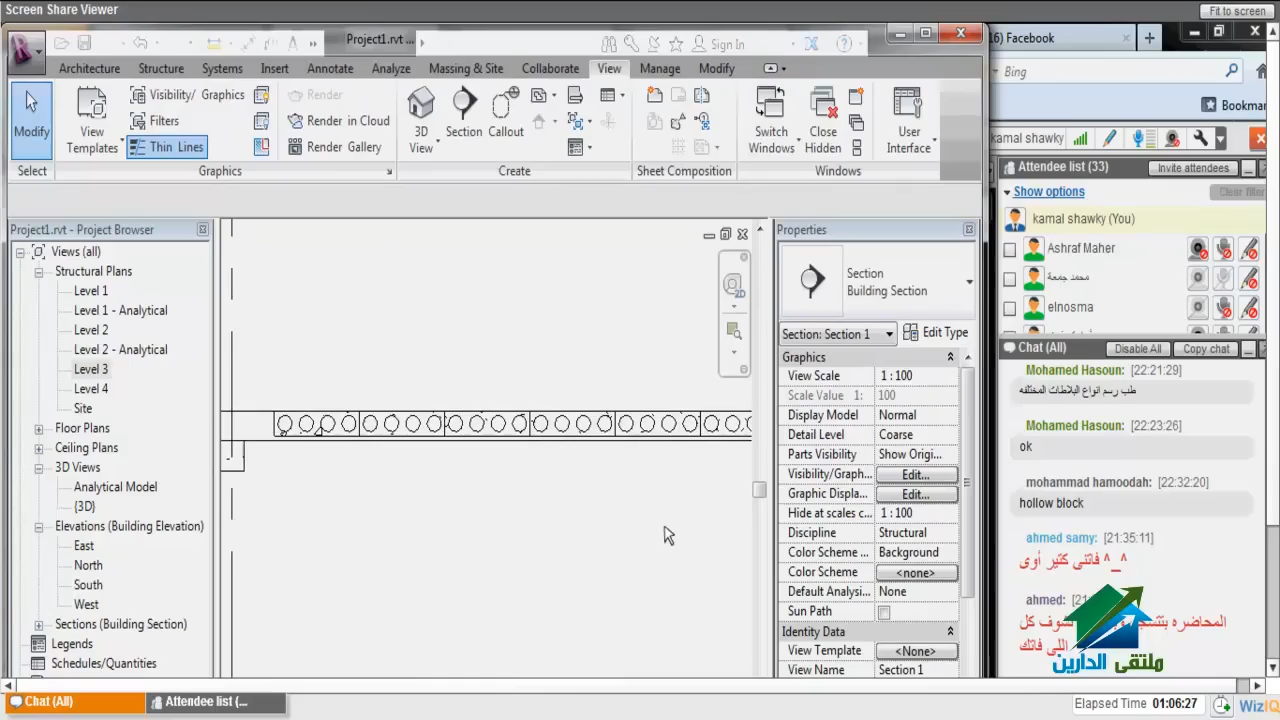 Screen Share Viewer
Fit to screen
Project1.rvt ...
Sign In
16) Facebook
Architecture Structure Systems Insert Annotate Analyze Massing & Site Collaborate View Manage Modify
Bing
Modify
View Templates
Visibility/ Graphics
Filters
Thin Lines
Render
Render in Cloud
Render Gallery
3D View
Section
Callout
Switch Windows
Close Hidden
User Interface
Bookmar
kamal shawky
Select
Graphics
Create
Sheet Composition
Windows
Attendee list (33)
Invite attendees
Show options
Clear filter
kamal shawky (You)
Ashraf Maher
محمد جمعة
elnosma
Project1.rvt - Project Browser
Views (all)
Structural Plans
Level 1
Level 1 - Analytical
Level 2
Level 2 - Analytical
Level 3
Level 4
Site
Floor Plans
Ceiling Plans
3D Views
Analytical Model
{3D}
Elevations (Building Elevation)
East
North
South
West
Sections (Building Section)
Legends
Schedules/Quantities
2D
Properties
Section
Building Section
Section: Section 1
Edit Type
Graphics
View Scale 1 : 100
Scale Value 1: 100
Display Model Normal
Detail Level Coarse
Parts Visibility Show Origi...
Visibility/Graph... Edit...
Graphic Displa... Edit...
Hide at scales c... 1 : 100
Discipline Structural
Color Scheme ... Background
Color Scheme <none>
Default Analysi... None
Sun Path
Identity Data
View Template <None>
View Name Section 1
Chat (All)
Disable All
Copy chat
Mohamed Hasoun: [22:21:29]
طب رسم انواع البلاطات المختلفه
Mohamed Hasoun: [22:23:26]
ok
mohammad hamoodah: [22:32:20]
hollow block
ahmed samy: [21:35:11]
^_^ فاتنى كتير أوى
ahmed: [21:
اللى فاتك
ملتقى الدارين
Chat (All)
Attendee list (...
Elapsed Time 01:06:27
WizIQ